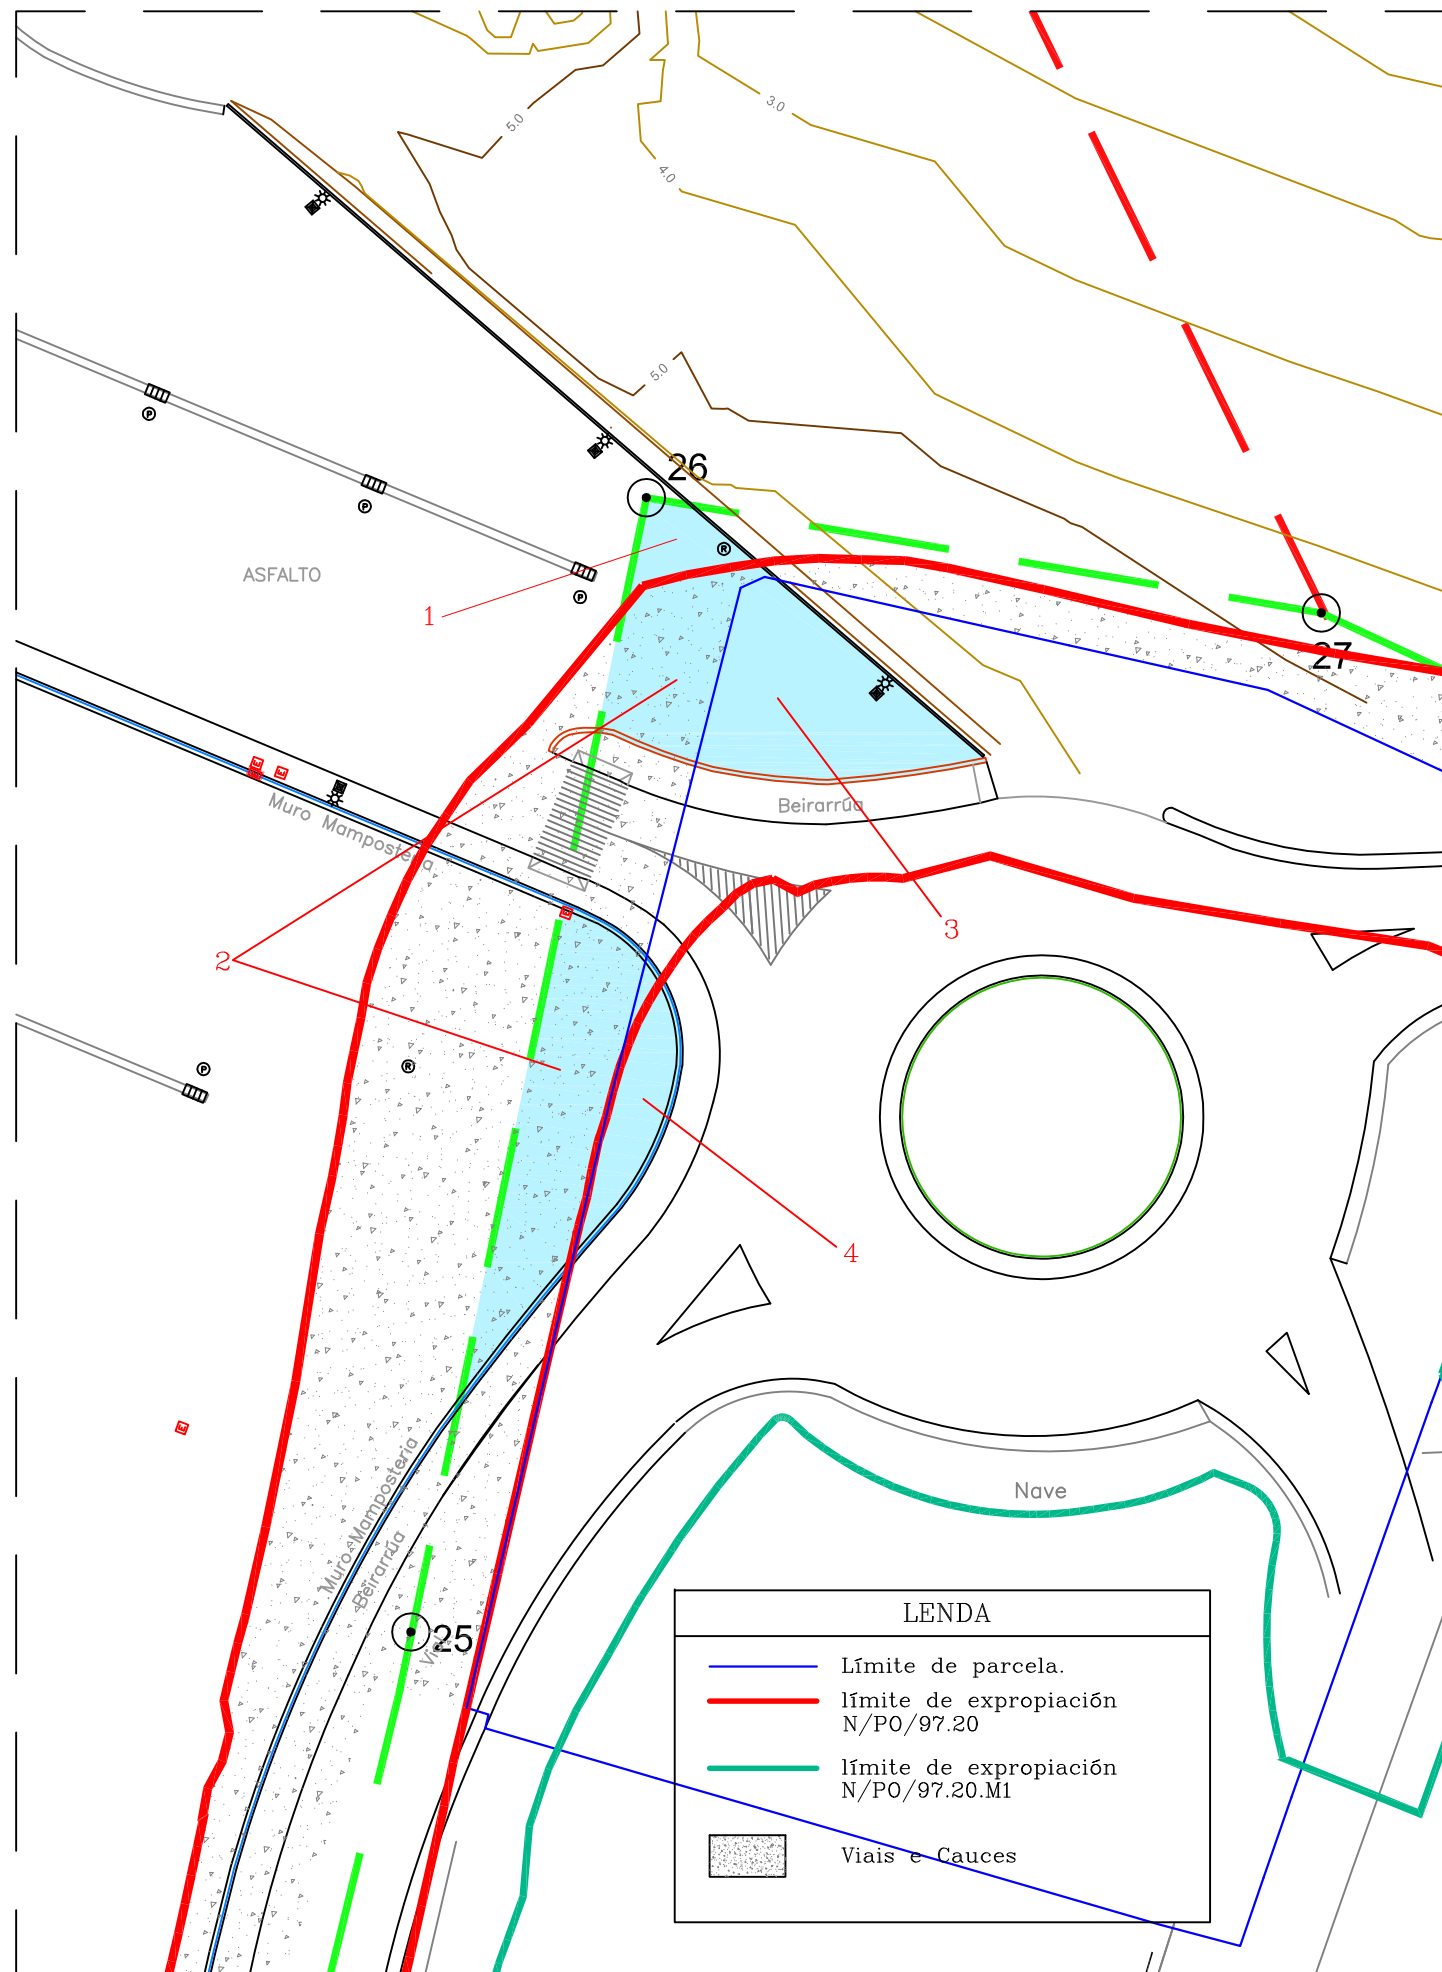 3.0
5.0
4.0
5.0
26
P
P
R
ASFALTO
P
1
27
E
E
E
Muro Mampostería
Beirarrúa
E
3
2
P
R
4
E
Muro Mampostería
Beirarrúa
Nave
25
Vial
LENDA
Límite de parcela.
límite de expropiación
N/PO/97.20
límite de expropiación
N/PO/97.20.M1
Viais e Cauces